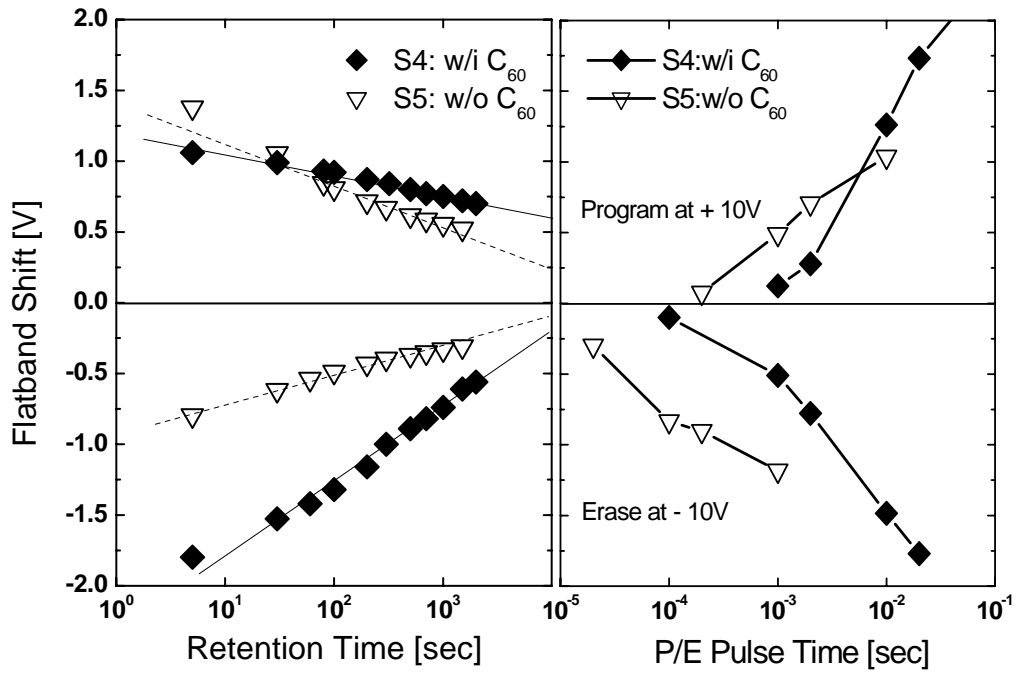 2.0
1.5
1.0
0.5
0.0
-0.5
-1.0
-1.5
-2.0
Flatband Shift [V]
S4: w/i C60
S5: w/o C60
10^0 10^1 10^2 10^3
Retention Time [sec]
S4:w/i C60
S5:w/o C60
Program at + 10V
Erase at - 10V
10^-5 10^-4 10^-3 10^-2 10^-1
P/E Pulse Time [sec]